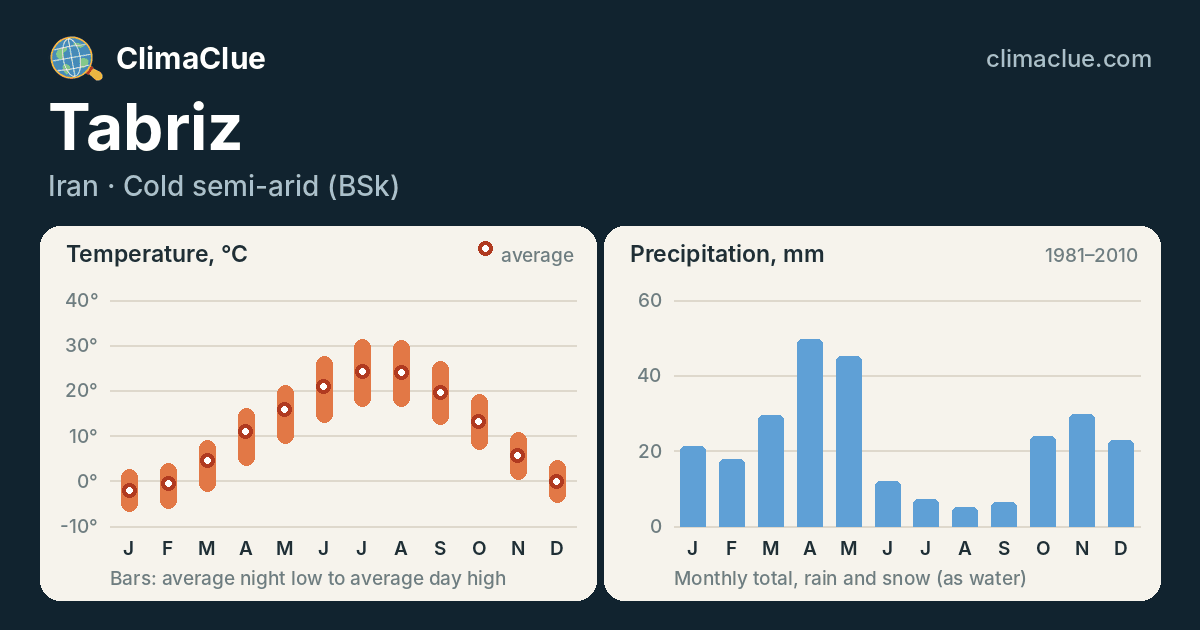 ClimaClue
climaclue.com
Tabriz
Iran · Cold semi-arid (BSk)
Temperature, °C
average
40°
30°
20°
10°
0°
-10°
J F M A M J J A S O N D
Bars: average night low to average day high
Precipitation, mm
1981–2010
60
40
20
0
J F M A M J J A S O N D
Monthly total, rain and snow (as water)